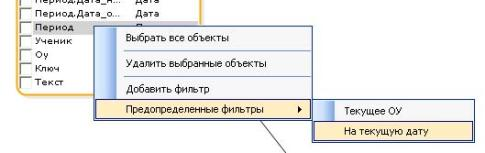 Период.Дата_н... Дата
Период.Дата_о... Дата
Период
Ученик
Оу
Ключ
Текст
Выбрать все объекты
Удалить выбранные объекты
Добавить фильтр
Предопределенные фильтры
Текущее ОУ
На текущую дату